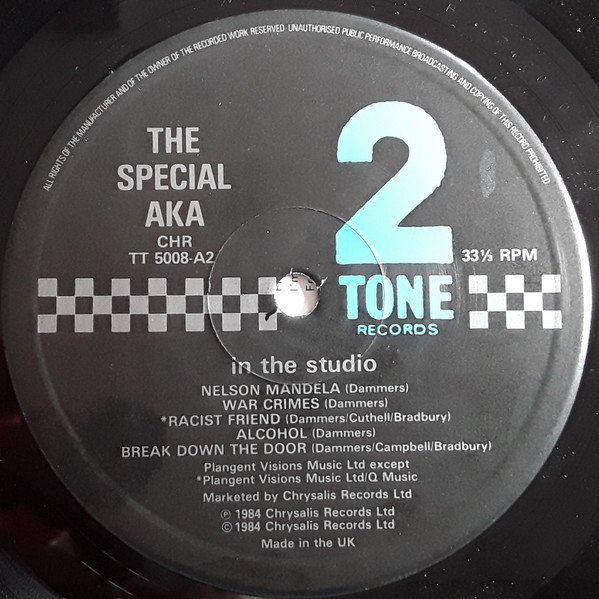 ALL RIGHTS OF THE MANUFACTURER AND OF THE OWNER OF THE RECORDED WORK RESERVED UNAUTHORISED PUBLIC PERFORMANCE BROADCASTING AND COPYING OF THIS RECORD PROHIBITED
THE
SPECIAL
AKA
CHR
TT 5008-A2
2
TONE
RECORDS
33⅓ RPM
in the studio
NELSON MANDELA (Dammers)
WAR CRIMES (Dammers)
*RACIST FRIEND (Dammers/Cuthell/Bradbury)
ALCOHOL (Dammers)
BREAK DOWN THE DOOR (Dammers/Campbell/Bradbury)
Plangent Visions Music Ltd except
*Plangent Visions Music Ltd/Q Music
Marketed by Chrysalis Records Ltd
℗ 1984 Chrysalis Records Ltd
© 1984 Chrysalis Records Ltd
Made in the UK